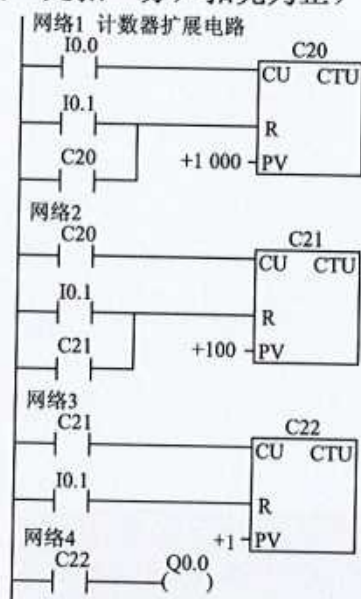 网络1 计数器扩展电路
I0.0
C20
CU CTU
I0.1
R
C20
+1 000
PV
网络2
C20
C21
CU CTU
I0.1
R
C21
+100
PV
网络3
C21
C22
CU CTU
I0.1
R
+1
PV
网络4
C22
Q0.0